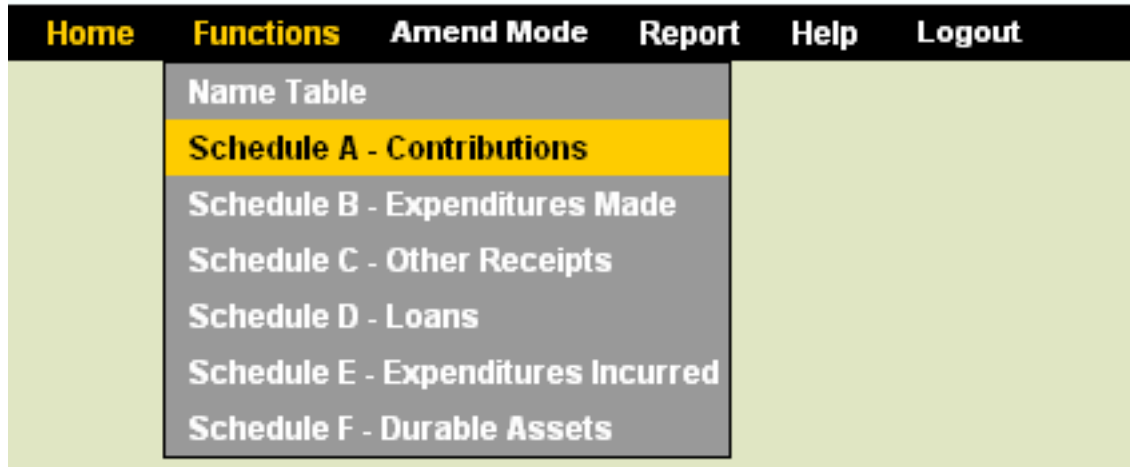 Home Functions Amend Mode Report Help Logout
Name Table
Schedule A - Contributions
Schedule B - Expenditures Made
Schedule C - Other Receipts
Schedule D - Loans
Schedule E - Expenditures Incurred
Schedule F - Durable Assets